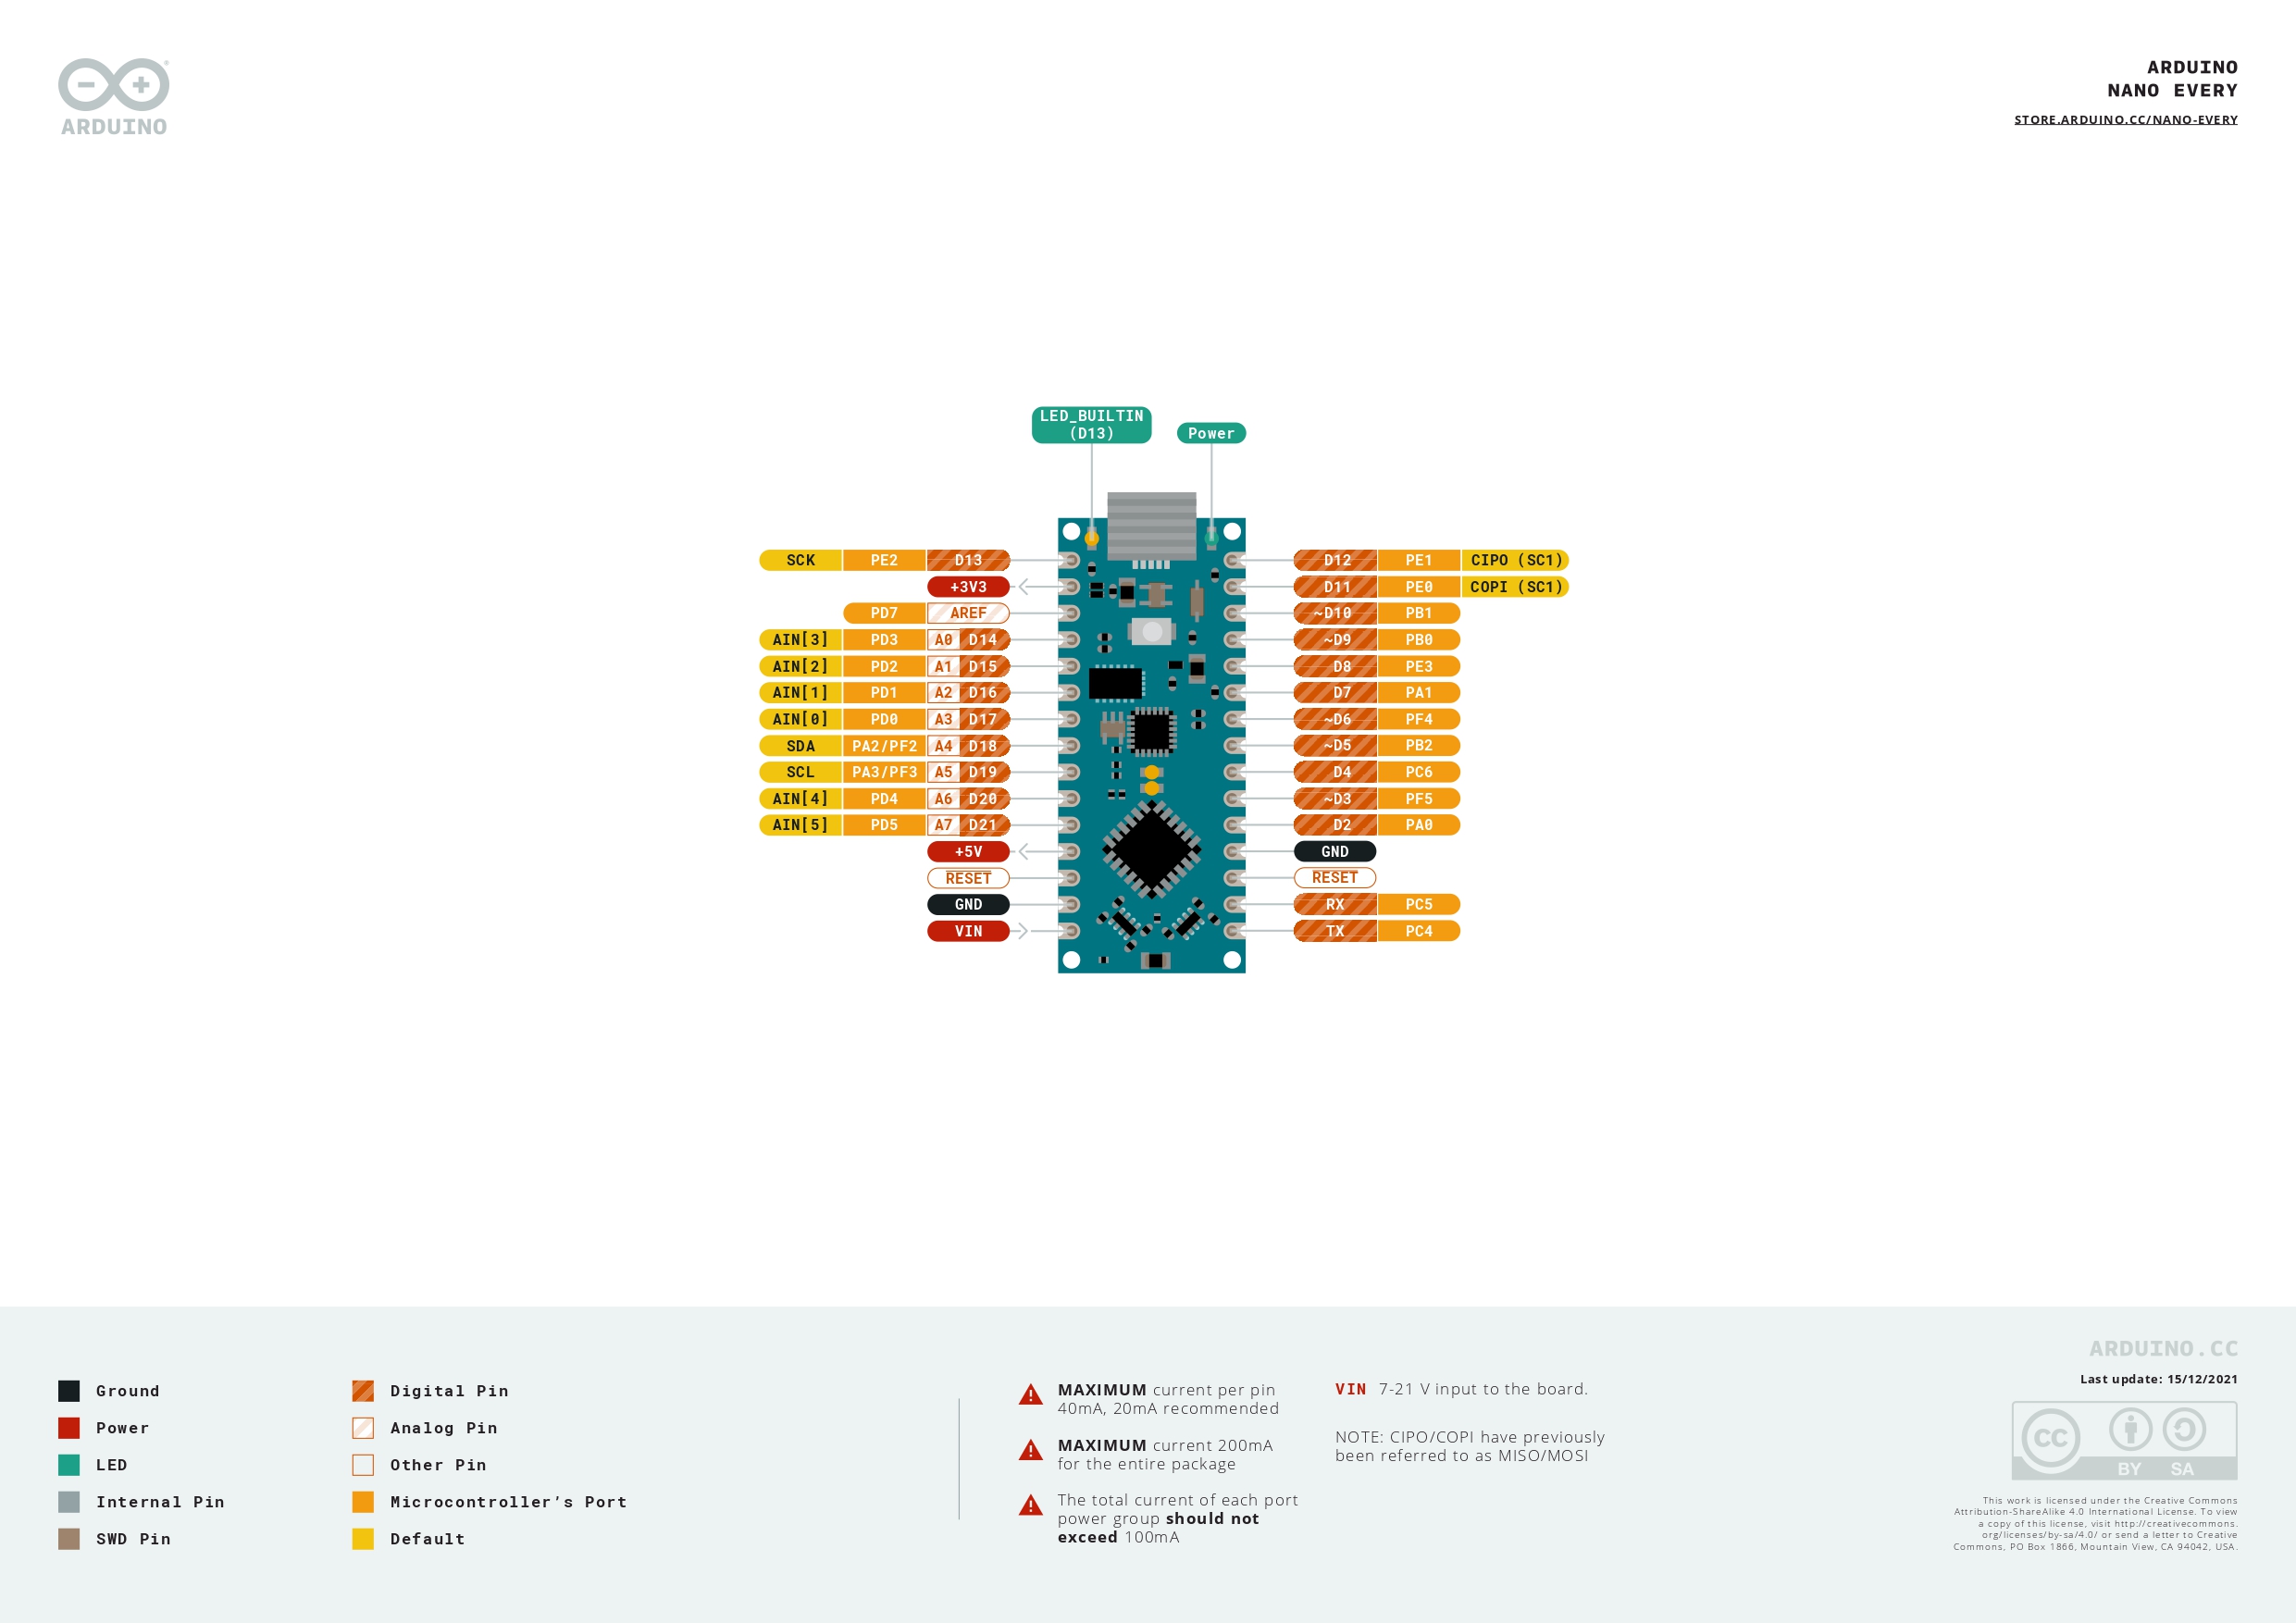 ARDUINO
ARDUINO
NANO EVERY
STORE.ARDUINO.CC/NANO-EVERY
LED_BUILTIN
(D13)
Power
SCK PE2 D13 D12 PE1 CIPO (SC1)
+3V3 D11 PE0 COPI (SC1)
PD7 AREF ~D10 PB1
AIN[3] PD3 A0 D14 ~D9 PB0
AIN[2] PD2 A1 D15 D8 PE3
AIN[1] PD1 A2 D16 D7 PA1
AIN[0] PD0 A3 D17 ~D6 PF4
SDA PA2/PF2 A4 D18 ~D5 PB2
SCL PA3/PF3 A5 D19 D4 PC6
AIN[4] PD4 A6 D20 ~D3 PF5
AIN[5] PD5 A7 D21 D2 PA0
+5V GND
RESET RESET
GND RX PC5
VIN TX PC4
Ground
Power
LED
Internal Pin
SWD Pin
Digital Pin
Analog Pin
Other Pin
Microcontroller’s Port
Default
MAXIMUM current per pin
40mA, 20mA recommended
MAXIMUM current 200mA
for the entire package
The total current of each port
power group should not
exceed 100mA
VIN 7-21 V input to the board.
NOTE: CIPO/COPI have previously
been referred to as MISO/MOSI
ARDUINO.CC
Last update: 15/12/2021
CC
BY SA
This work is licensed under the Creative Commons
Attribution-ShareAlike 4.0 International License. To view
a copy of this license, visit http://creativecommons.
org/licenses/by-sa/4.0/ or send a letter to Creative
Commons, PO Box 1866, Mountain View, CA 94042, USA.